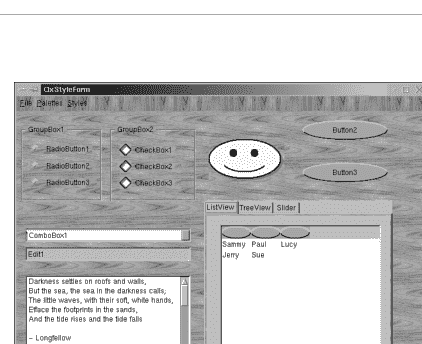 QxStyleForm
File Palettes Styles
GroupBox1
RadioButton1
RadioButton2
RadioButton3
GroupBox2
CheckBox1
CheckBox2
CheckBox3
Button2
Button3
ComboBox1
Edit1
Darkness settles on roofs and walls,
But the sea, the sea in the darkness calls;
The little waves, with their soft, white hands,
Efface the footprints in the sands,
And the tide rises and the tide falls
– Longfellow
ListView TreeView Slider
Sammy Paul Lucy
Jerry Sue